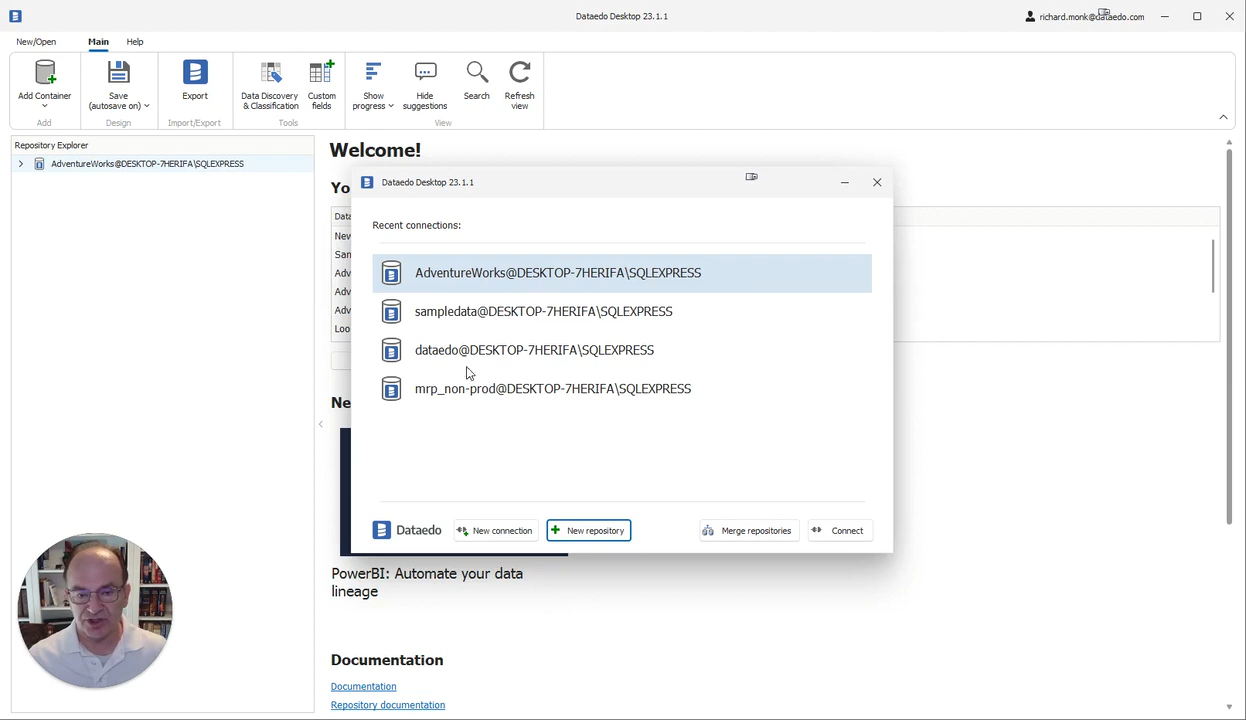 Dataedo Desktop 23.1.1
richard.monk@dataedo.com
New/Open
Main
Help
Add Container
Save
(autosave on)
Export
Data Discovery
& Classification
Custom
fields
Show
progress
Hide
suggestions
Search
Refresh
view
Add
Design
Import/Export
Tools
View
Repository Explorer
AdventureWorks@DESKTOP-7HERIFA\SQLEXPRESS
Welcome!
Dataedo Desktop 23.1.1
Recent connections:
AdventureWorks@DESKTOP-7HERIFA\SQLEXPRESS
sampledata@DESKTOP-7HERIFA\SQLEXPRESS
dataedo@DESKTOP-7HERIFA\SQLEXPRESS
mrp_non-prod@DESKTOP-7HERIFA\SQLEXPRESS
Dataedo
New connection
New repository
Merge repositories
Connect
PowerBI: Automate your data
lineage
Documentation
Documentation
Repository documentation